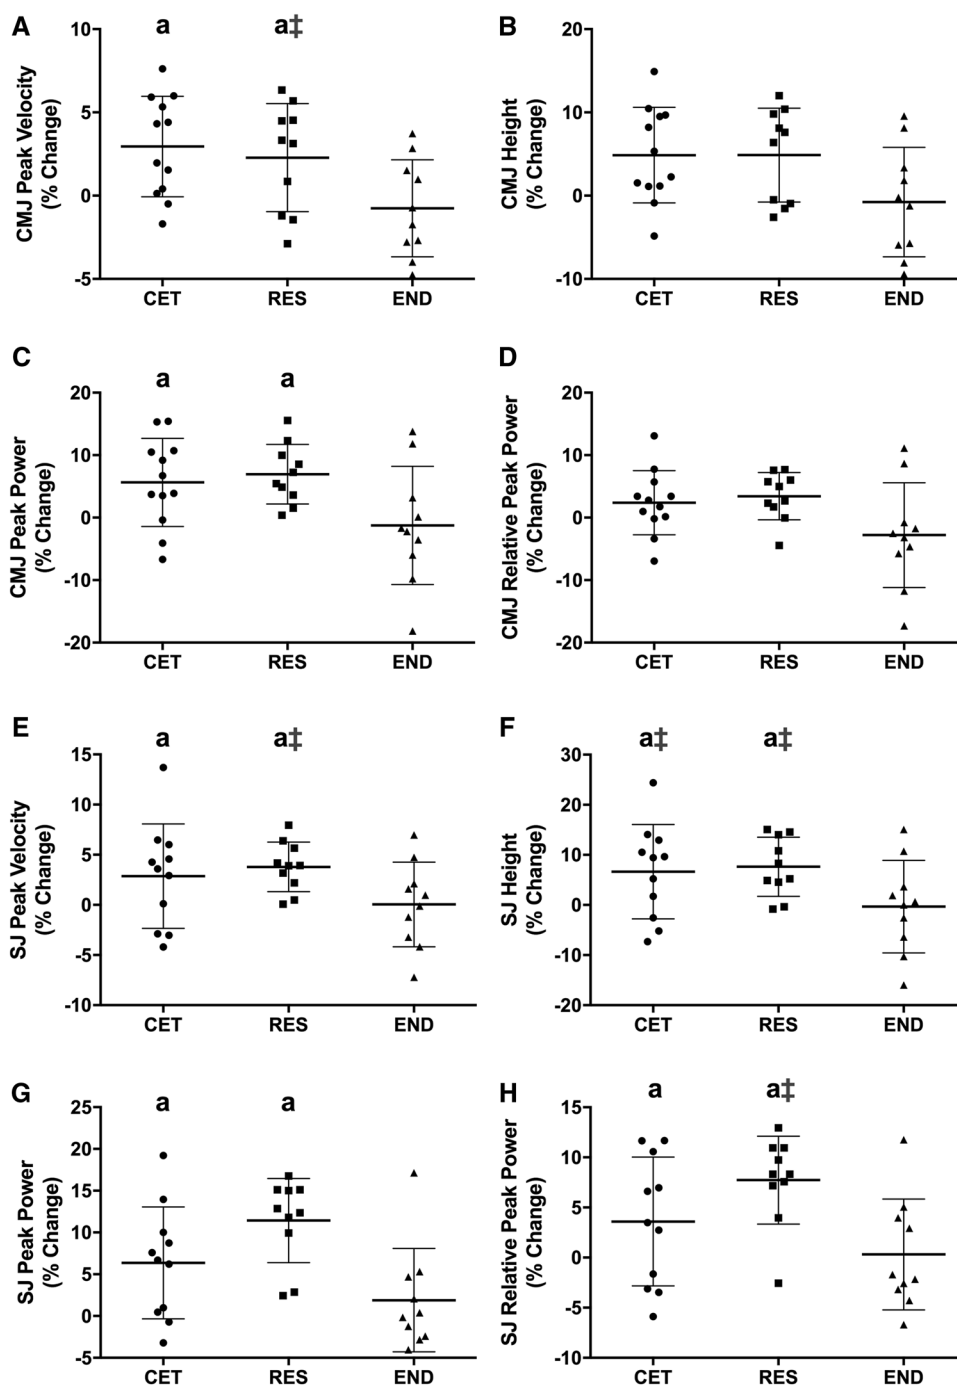 A
a
a‡
CMJ Peak Velocity
(% Change)
10
5
0
-5
CET
RES
END
B
CMJ Height
(% Change)
20
10
0
-10
CET
RES
END
C
a
a
CMJ Peak Power
(% Change)
20
10
0
-10
-20
CET
RES
END
D
CMJ Relative Peak Power
(% Change)
20
10
0
-10
-20
CET
RES
END
E
a
a‡
SJ Peak Velocity
(% Change)
15
10
5
0
-5
-10
CET
RES
END
F
a‡
a‡
SJ Height
(% Change)
30
20
10
0
-10
-20
CET
RES
END
G
a
a
SJ Peak Power
(% Change)
25
20
15
10
5
0
-5
CET
RES
END
H
a
a‡
SJ Relative Peak Power
(% Change)
15
10
5
0
-5
-10
CET
RES
END